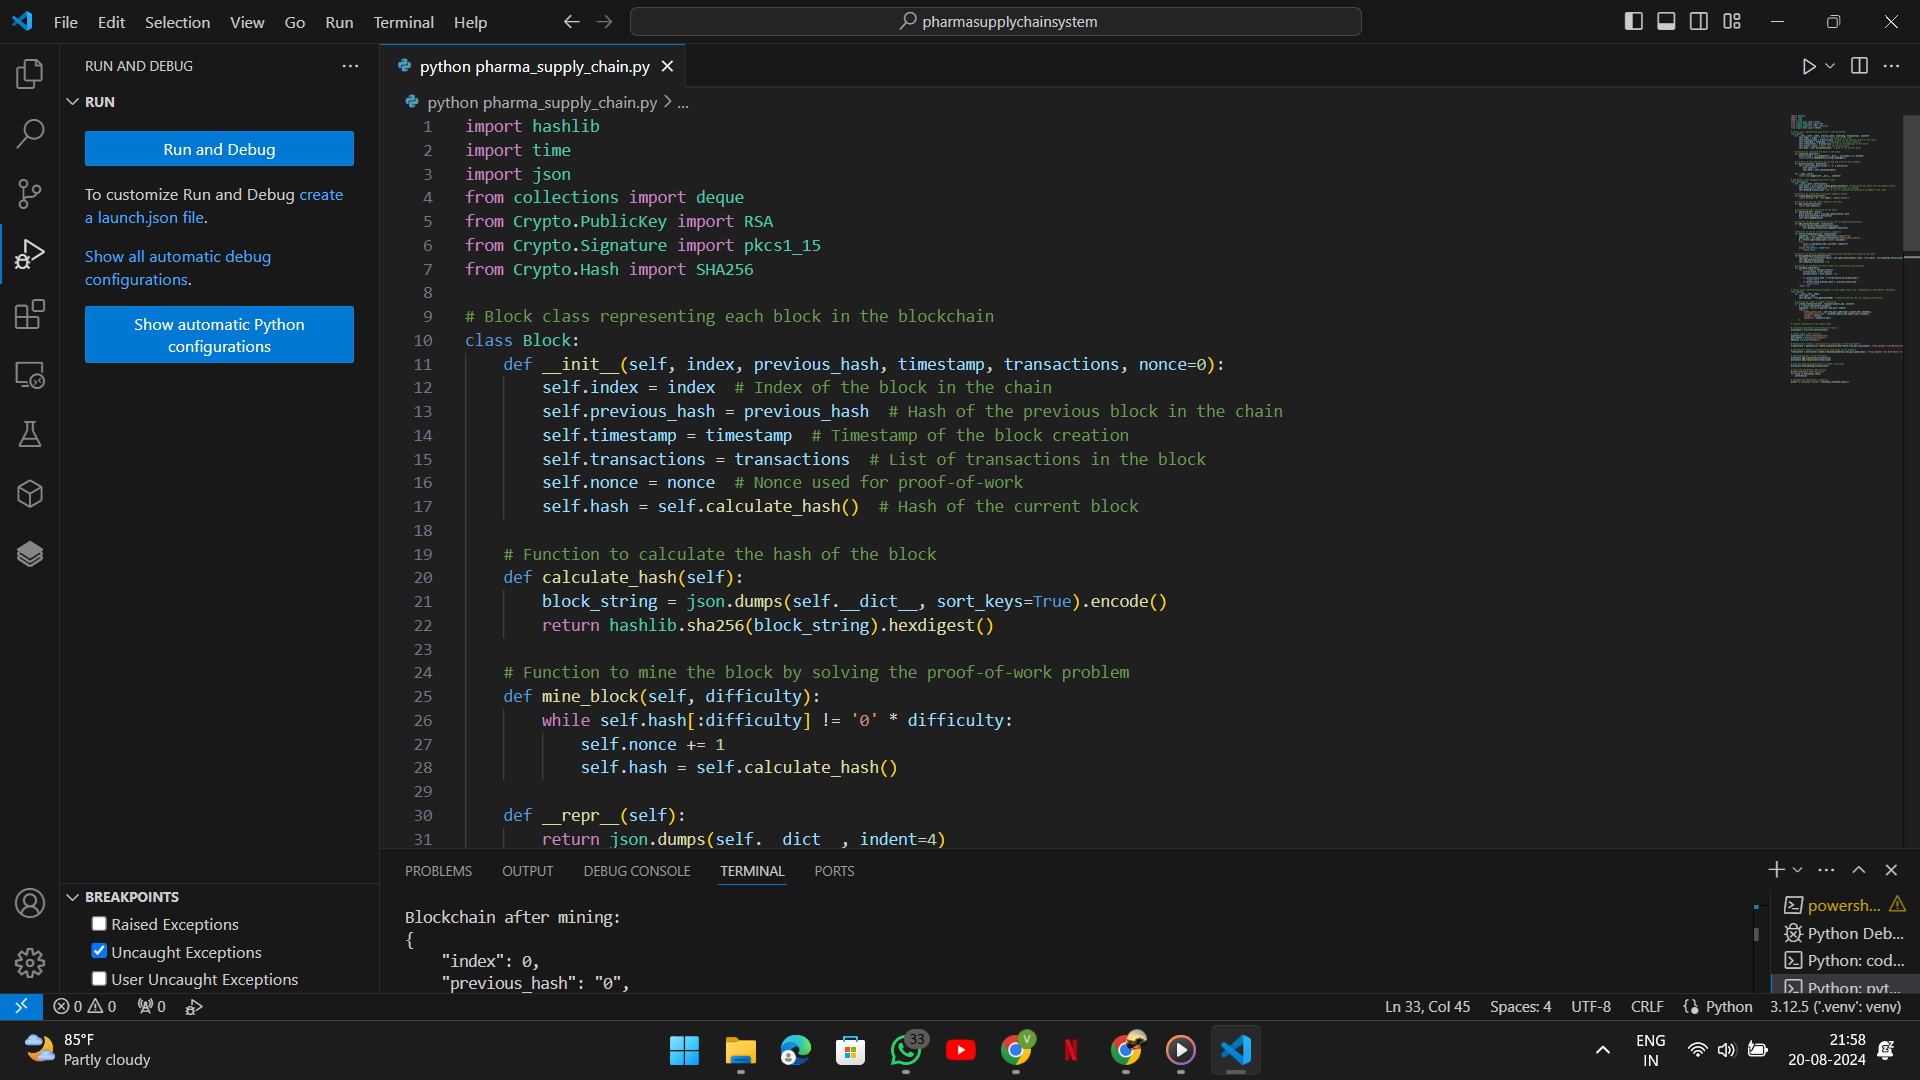 File Edit Selection View Go Run Terminal Help
pharmasupplychainsystem
RUN AND DEBUG
RUN
Run and Debug
To customize Run and Debug create
a launch.json file.
Show all automatic debug
configurations.
Show automatic Python
configurations
BREAKPOINTS
Raised Exceptions
Uncaught Exceptions
User Uncaught Exceptions
python pharma_supply_chain.py
python pharma_supply_chain.py > ...
1 import hashlib
2 import time
3 import json
4 from collections import deque
5 from Crypto.PublicKey import RSA
6 from Crypto.Signature import pkcs1_15
7 from Crypto.Hash import SHA256
8
9 # Block class representing each block in the blockchain
10 class Block:
11 def __init__(self, index, previous_hash, timestamp, transactions, nonce=0):
12 self.index = index # Index of the block in the chain
13 self.previous_hash = previous_hash # Hash of the previous block in the chain
14 self.timestamp = timestamp # Timestamp of the block creation
15 self.transactions = transactions # List of transactions in the block
16 self.nonce = nonce # Nonce used for proof-of-work
17 self.hash = self.calculate_hash() # Hash of the current block
18
19 # Function to calculate the hash of the block
20 def calculate_hash(self):
21 block_string = json.dumps(self.__dict__, sort_keys=True).encode()
22 return hashlib.sha256(block_string).hexdigest()
23
24 # Function to mine the block by solving the proof-of-work problem
25 def mine_block(self, difficulty):
26 while self.hash[:difficulty] != '0' * difficulty:
27 self.nonce += 1
28 self.hash = self.calculate_hash()
29
30 def __repr__(self):
31 return json.dumps(self.__dict__, indent=4)
PROBLEMS OUTPUT DEBUG CONSOLE TERMINAL PORTS
Blockchain after mining:
{
"index": 0,
"previous_hash": "0",
powersh...
Python Deb...
Python: cod...
Python: pyt...
0 0 0
Ln 33, Col 45 Spaces: 4 UTF-8 CRLF Python 3.12.5 ('.venv': venv)
85°F
Partly cloudy
33
V
N
ENG
IN
21:58
20-08-2024